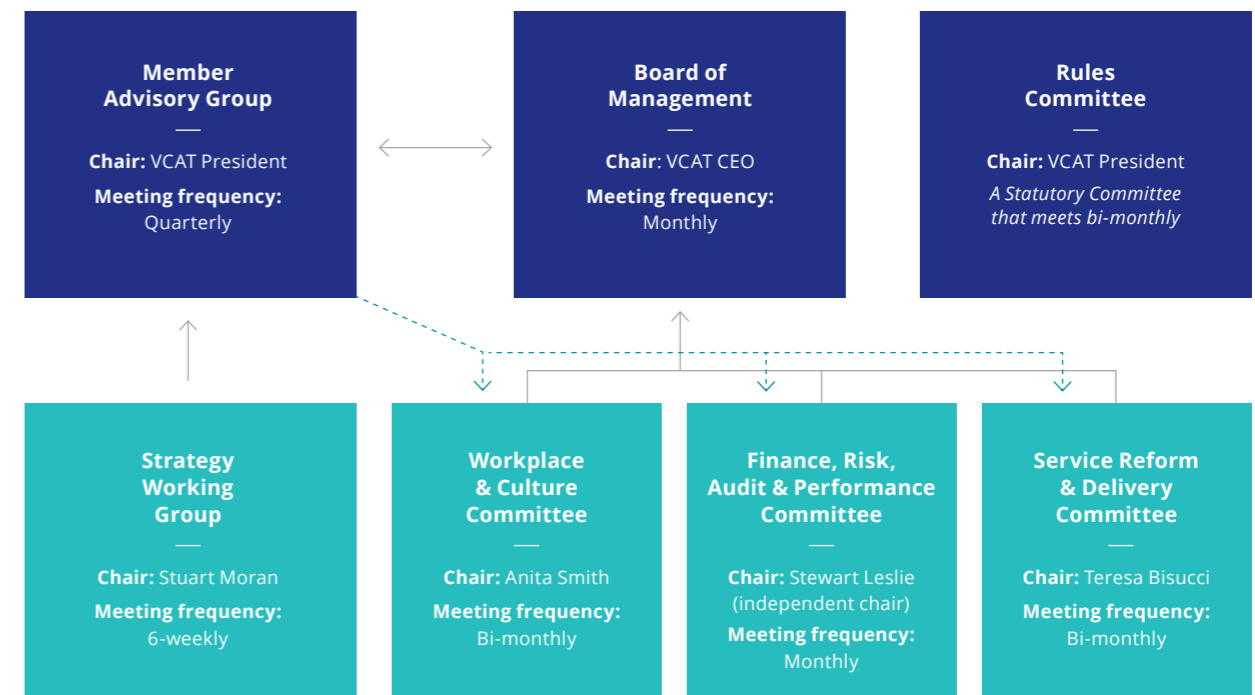 Member
Advisory Group
Chair: VCAT President
Meeting frequency:
Quarterly
Board of
Management
Chair: VCAT CEO
Meeting frequency:
Monthly
Rules
Committee
Chair: VCAT President
A Statutory Committee
that meets bi-monthly
Strategy
Working
Group
Chair: Stuart Moran
Meeting frequency:
6-weekly
Workplace
& Culture
Committee
Chair: Anita Smith
Meeting frequency:
Bi-monthly
Finance, Risk,
Audit & Performance
Committee
Chair: Stewart Leslie
(independent chair)
Meeting frequency:
Monthly
Service Reform
& Delivery
Committee
Chair: Teresa Bisucci
Meeting frequency:
Bi-monthly